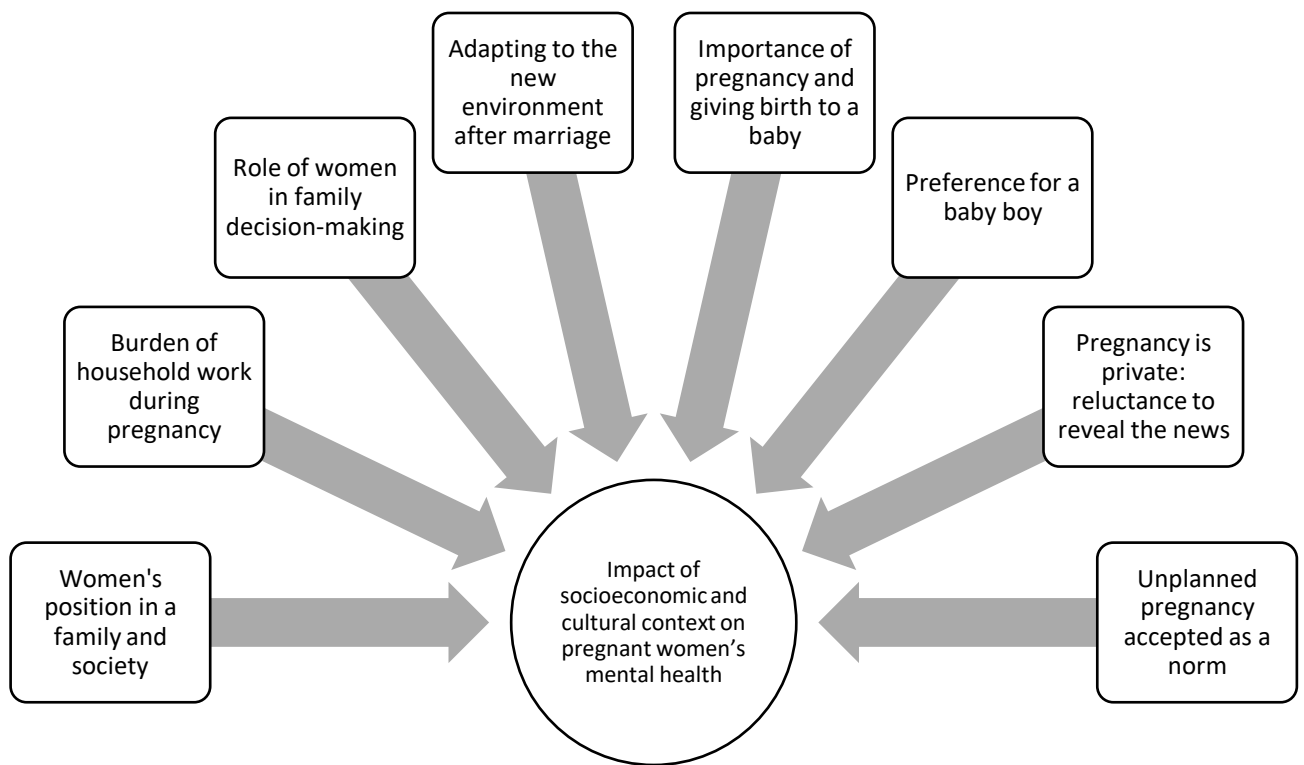 Adapting to the
new
environment
after marriage
Importance of
pregnancy and
giving birth to a
baby
Role of women
in family
decision-making
Preference for a
baby boy
Burden of
household work
during
pregnancy
Pregnancy is
private:
reluctance to
reveal the news
Women's
position in a
family and
society
Impact of
socioeconomic and
cultural context on
pregnant women’s
mental health
Unplanned
pregnancy
accepted as a
norm